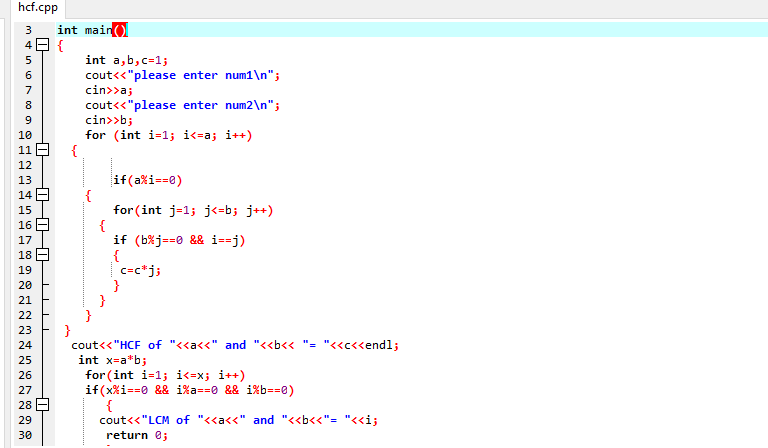 hcf.cpp
3 int main()
4 {
5 int a,b,c=1;
6 cout<<"please enter num1\n";
7 cin>>a;
8 cout<<"please enter num2\n";
9 cin>>b;
10 for (int i=1; i<=a; i++)
11 {
12
13 if(a%i==0)
14 {
15 for(int j=1; j<=b; j++)
16 {
17 if (b%j==0 && i==j)
18 {
19 c=c*j;
20 }
21 }
22 }
23 }
24 cout<<"HCF of "<<a<<" and "<<b<< "= "<<c<<endl;
25 int x=a*b;
26 for(int i=1; i<=x; i++)
27 if(x%i==0 && i%a==0 && i%b==0)
28 {
29 cout<<"LCM of "<<a<<" and "<<b<<"= "<<i;
30 return 0;